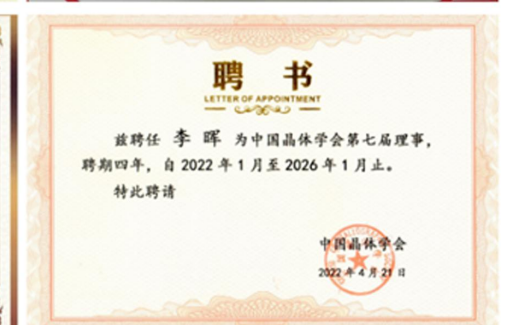 聘 书
LETTER OF APPOINTMENT
兹聘任 李 晖 为中国晶体学会第七届理事，
聘期四年，自 2022 年 1 月至 2026 年 1 月止。
特此聘请
中国晶体学会
2022 年 4 月 21 日